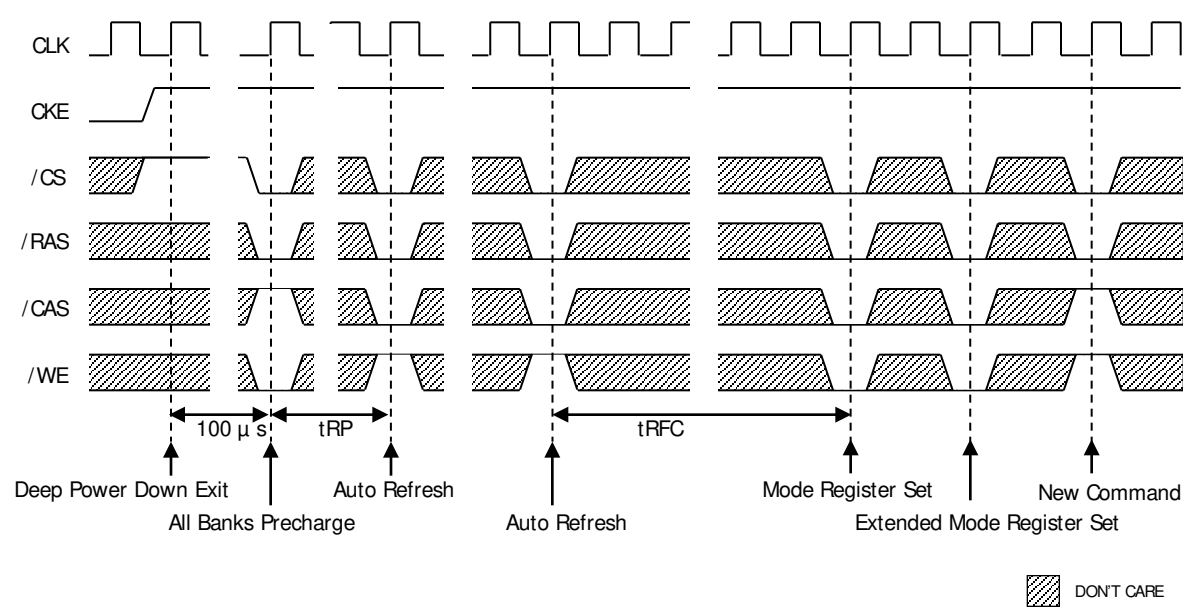 CLK
CKE
/CS
/RAS
/CAS
/WE
100 μ s
tRP
tRFC
Deep Power Down Exit
Auto Refresh
Mode Register Set
New Command
All Banks Precharge
Auto Refresh
Extended Mode Register Set
DON'T CARE